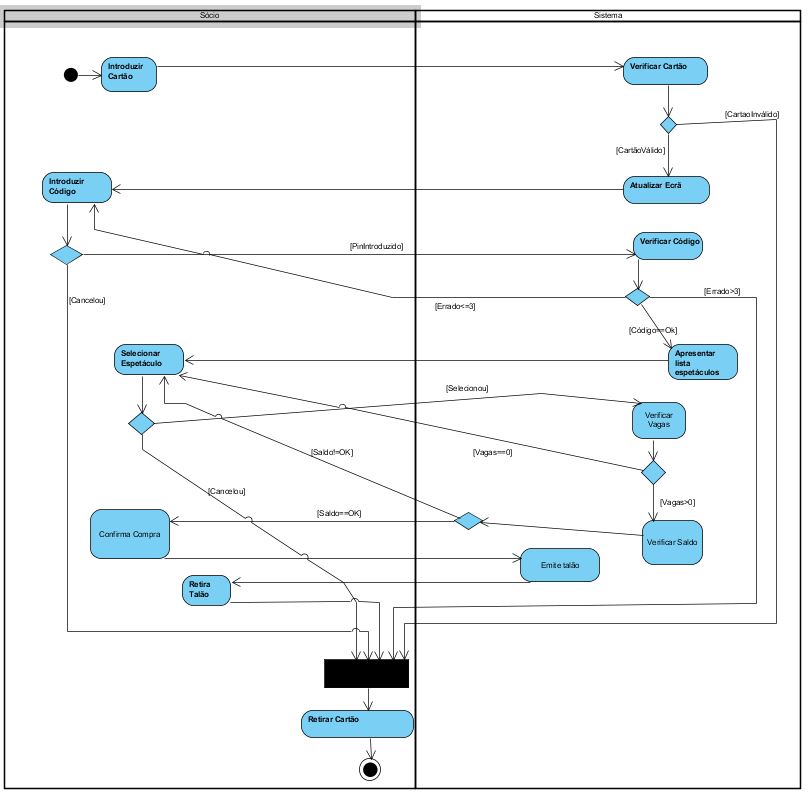 Sócio
Sistema
Introduzir
Cartão
Verificar Cartão
[CartaoInválido]
[CartãoVálido]
Introduzir
Código
Atualizar Ecrã
Verificar Código
[PinIntroduzido]
[Cancelou]
[Errado<=3]
[Errado>3]
[Código==Ok]
Selecionar
Espetáculo
Apresentar
lista
espetáculos
[Selecionou]
Verificar
Vagas
[Saldo!=OK]
[Vagas==0]
[Cancelou]
[Vagas>0]
[Saldo==OK]
Confirma Compra
Verificar Saldo
Emite talão
Retira
Talão
Retirar Cartão